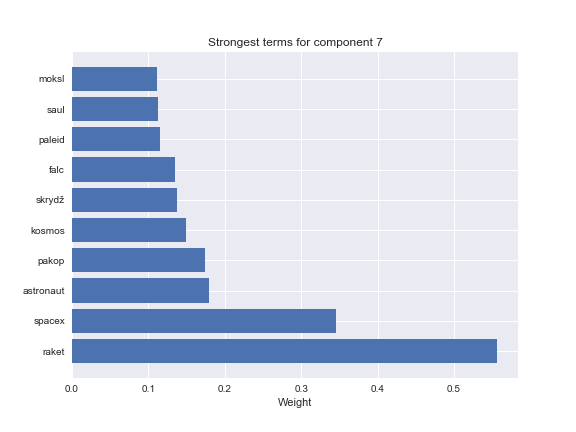 Strongest terms for component 7
moksl
saul
paleid
falc
skrydž
kosmos
pakop
astronaut
spacex
raket
0.0 0.1 0.2 0.3 0.4 0.5
Weight